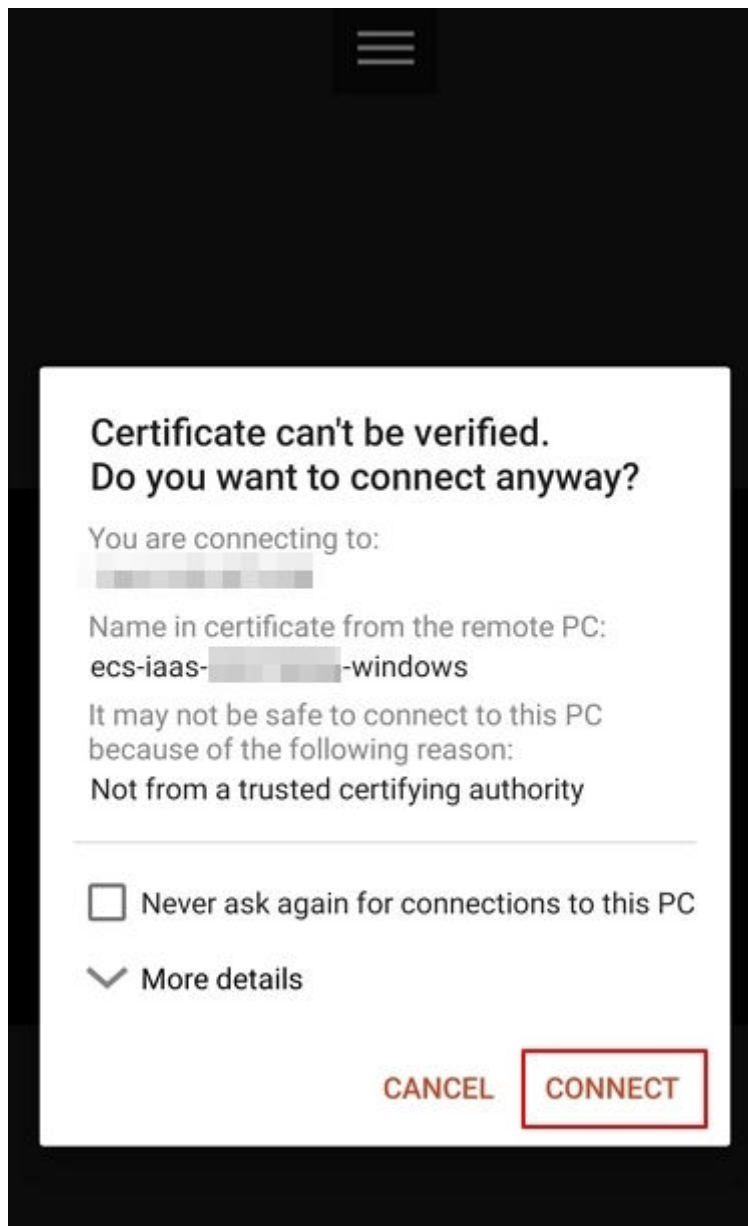 Certificate can't be verified.
Do you want to connect anyway?
You are connecting to:
Name in certificate from the remote PC:
ecs-iaas- -windows
It may not be safe to connect to this PC
because of the following reason:
Not from a trusted certifying authority
Never ask again for connections to this PC
More details
CANCEL CONNECT